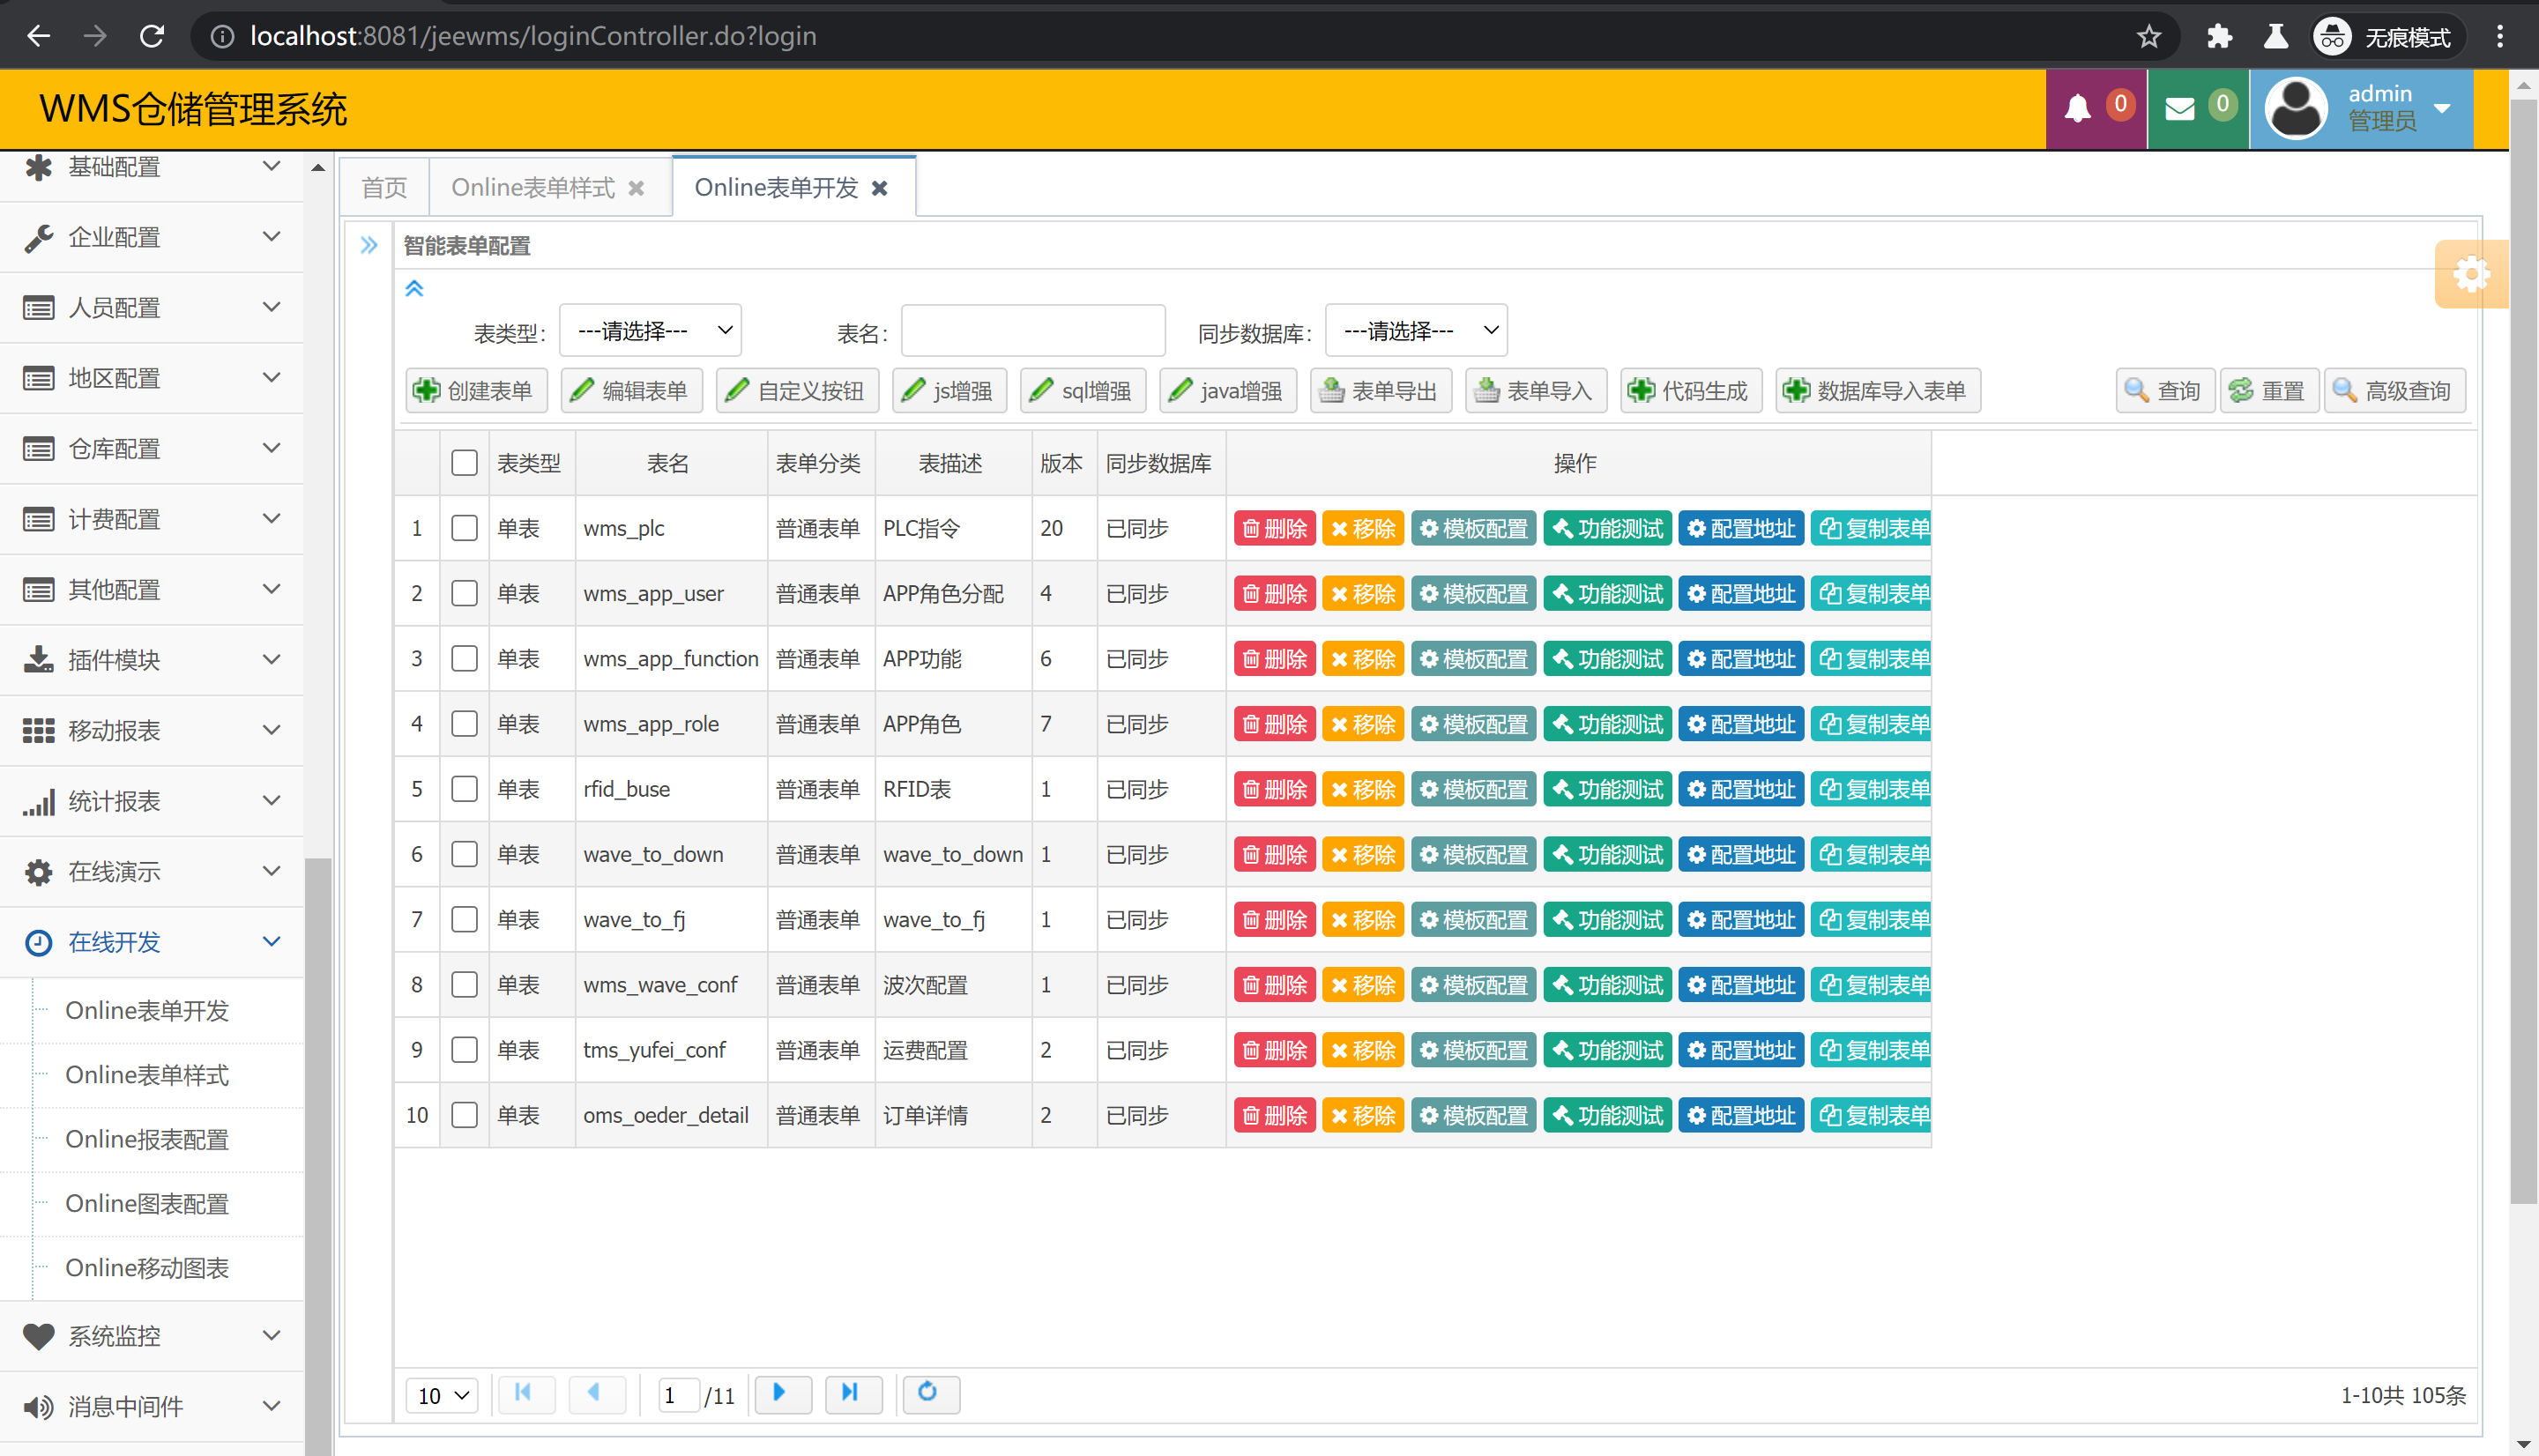 localhost:8081/jeewms/loginController.do?login
无痕模式
WMS仓储管理系统
0
0
admin
管理员
基础配置
企业配置
人员配置
地区配置
仓库配置
计费配置
其他配置
插件模块
移动报表
统计报表
在线演示
在线开发
Online表单开发
Online表单样式
Online报表配置
Online图表配置
Online移动图表
系统监控
消息中间件
首页 Online表单样式 Online表单开发
智能表单配置
表类型: ---请选择--- 表名: 同步数据库: ---请选择---
创建表单 编辑表单 自定义按钮 js增强 sql增强 java增强 表单导出 表单导入 代码生成 数据库导入表单 查询 重置 高级查询
表类型 表名 表单分类 表描述 版本 同步数据库 操作
1 单表 wms_plc 普通表单 PLC指令 20 已同步 删除 移除 模板配置 功能测试 配置地址 复制表单
2 单表 wms_app_user 普通表单 APP角色分配 4 已同步 删除 移除 模板配置 功能测试 配置地址 复制表单
3 单表 wms_app_function 普通表单 APP功能 6 已同步 删除 移除 模板配置 功能测试 配置地址 复制表单
4 单表 wms_app_role 普通表单 APP角色 7 已同步 删除 移除 模板配置 功能测试 配置地址 复制表单
5 单表 rfid_buse 普通表单 RFID表 1 已同步 删除 移除 模板配置 功能测试 配置地址 复制表单
6 单表 wave_to_down 普通表单 wave_to_down 1 已同步 删除 移除 模板配置 功能测试 配置地址 复制表单
7 单表 wave_to_fj 普通表单 wave_to_fj 1 已同步 删除 移除 模板配置 功能测试 配置地址 复制表单
8 单表 wms_wave_conf 普通表单 波次配置 1 已同步 删除 移除 模板配置 功能测试 配置地址 复制表单
9 单表 tms_yufei_conf 普通表单 运费配置 2 已同步 删除 移除 模板配置 功能测试 配置地址 复制表单
10 单表 oms_oeder_detail 普通表单 订单详情 2 已同步 删除 移除 模板配置 功能测试 配置地址 复制表单
10 1 /11 1-10共 105条